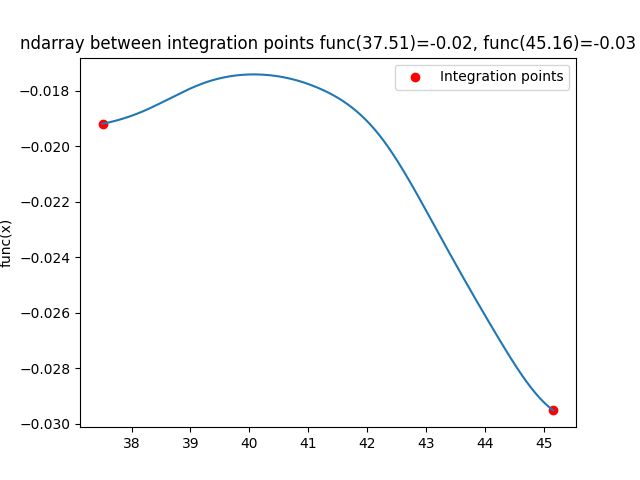 ndarray between integration points func(37.51)=-0.02, func(45.16)=-0.03
Integration points
func(x)
−0.018
−0.020
−0.022
−0.024
−0.026
−0.028
−0.030
38 39 40 41 42 43 44 45